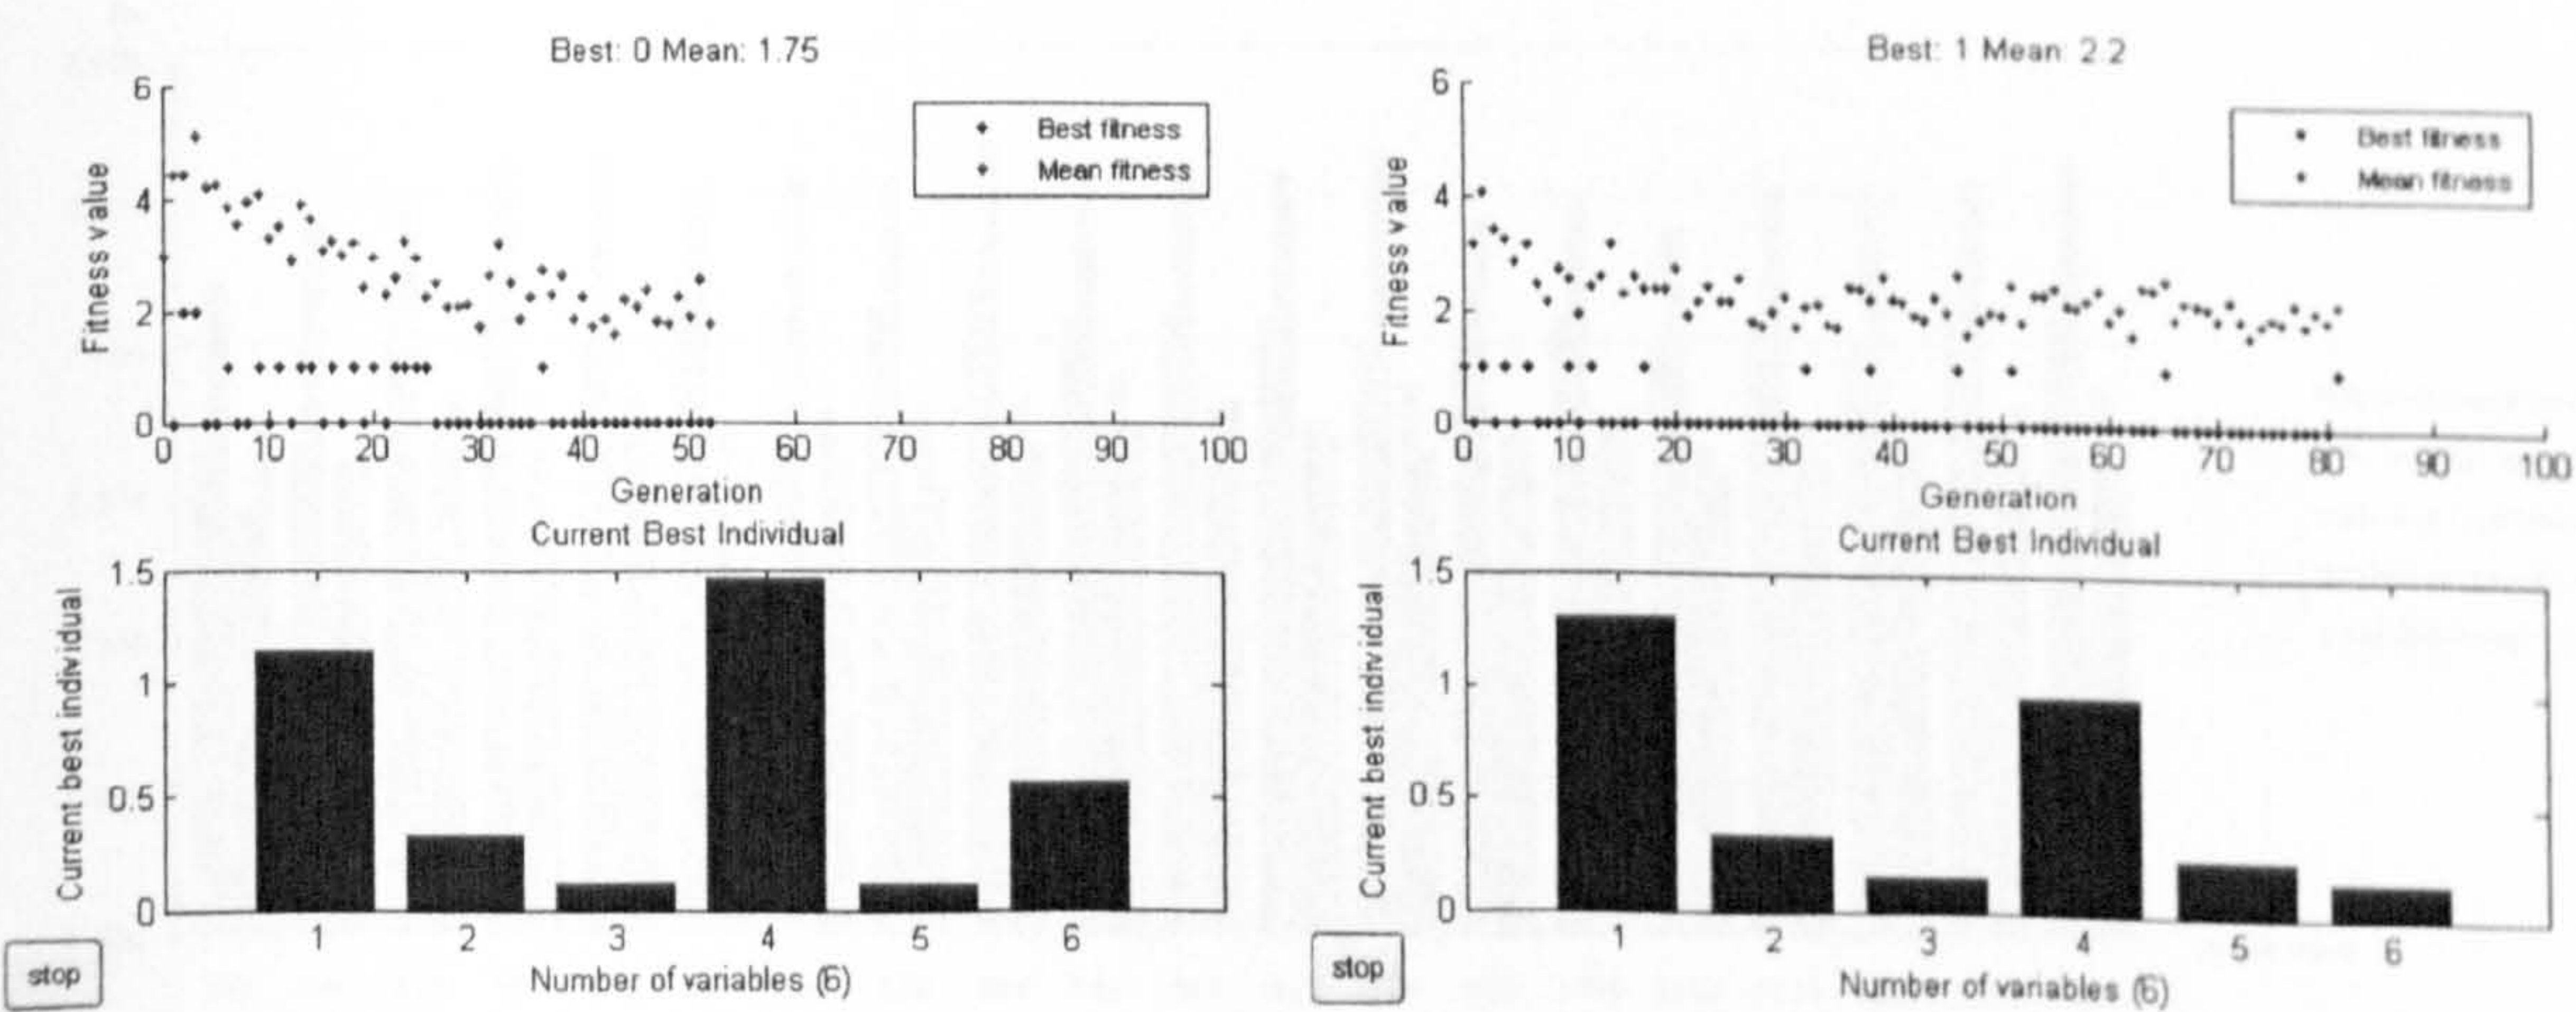 Best: 0 Mean: 1.75
6
4
2
0
Fitness value
Best fitness
Mean fitness
0 10 20 30 40 50 60 70 80 90 100
Generation
Current Best Individual
1.5
1
0.5
0
Current best individual
1 2 3 4 5 6
Number of variables (6)
stop
Best: 1 Mean: 2.2
6
4
2
0
Fitness value
Best fitness
Mean fitness
0 10 20 30 40 50 60 70 80 90 100
Generation
Current Best Individual
1.5
1
0.5
0
Current best individual
1 2 3 4 5 6
Number of variables (6)
stop